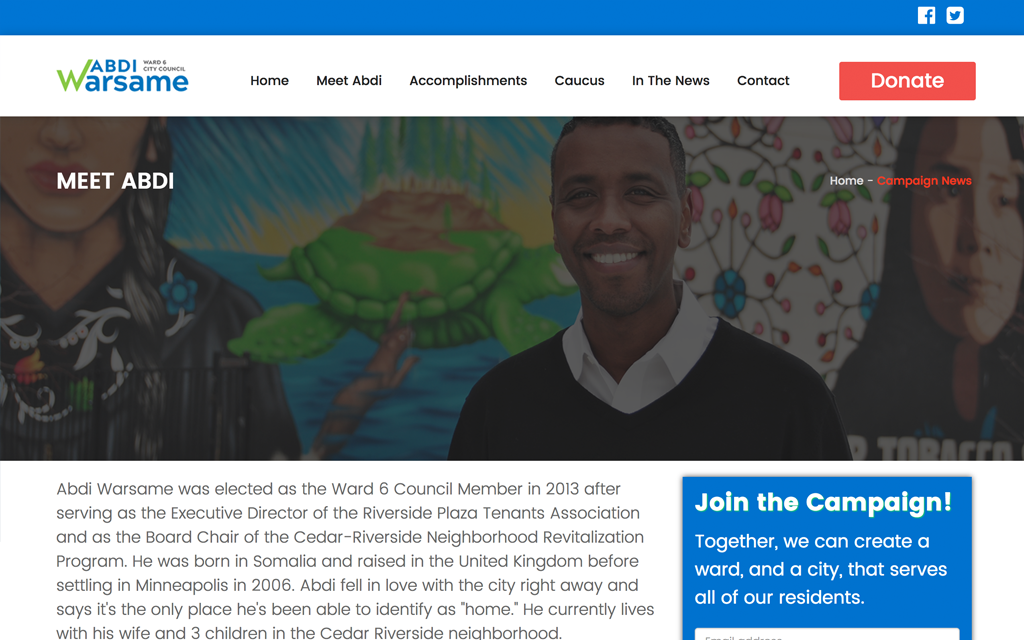 ABDI WARD 6
CITY COUNCIL
Warsame
Home Meet Abdi Accomplishments Caucus In The News Contact
Donate
MEET ABDI
Home - Campaign News
TOBACCO
Abdi Warsame was elected as the Ward 6 Council Member in 2013 after
serving as the Executive Director of the Riverside Plaza Tenants Association
and as the Board Chair of the Cedar-Riverside Neighborhood Revitalization
Program. He was born in Somalia and raised in the United Kingdom before
settling in Minneapolis in 2006. Abdi fell in love with the city right away and
says it's the only place he's been able to identify as "home." He currently lives
with his wife and 3 children in the Cedar Riverside neighborhood.
Join the Campaign!
Together, we can create a
ward, and a city, that serves
all of our residents.
Email address